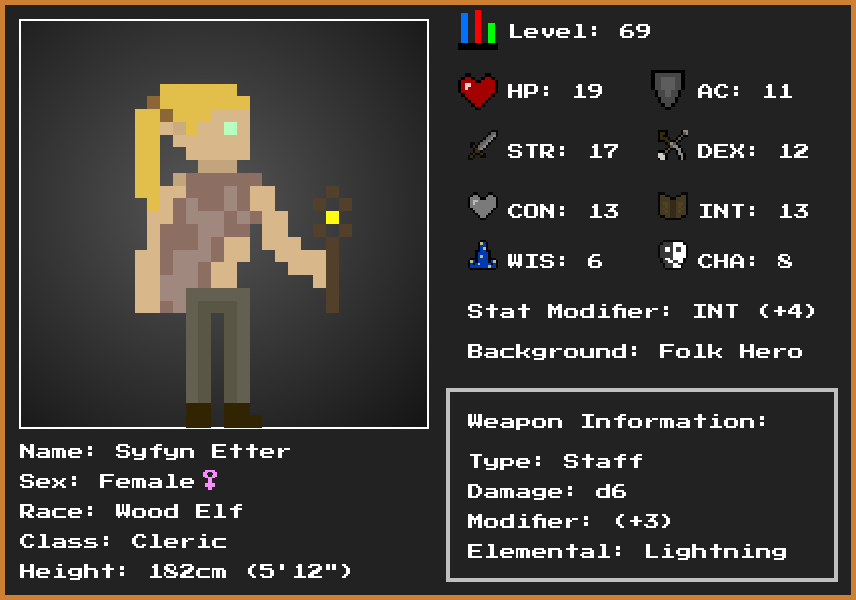 Level: 69
HP: 19
AC: 11
STR: 17
DEX: 12
CON: 13
INT: 13
WIS: 6
CHA: 8
Stat Modifier: INT (+4)
Background: Folk Hero
Weapon Information:
Type: Staff
Damage: d6
Modifier: (+3)
Elemental: Lightning
Name: Syfyn Etter
Sex: Female♀
Race: Wood Elf
Class: Cleric
Height: 182cm (5'12")